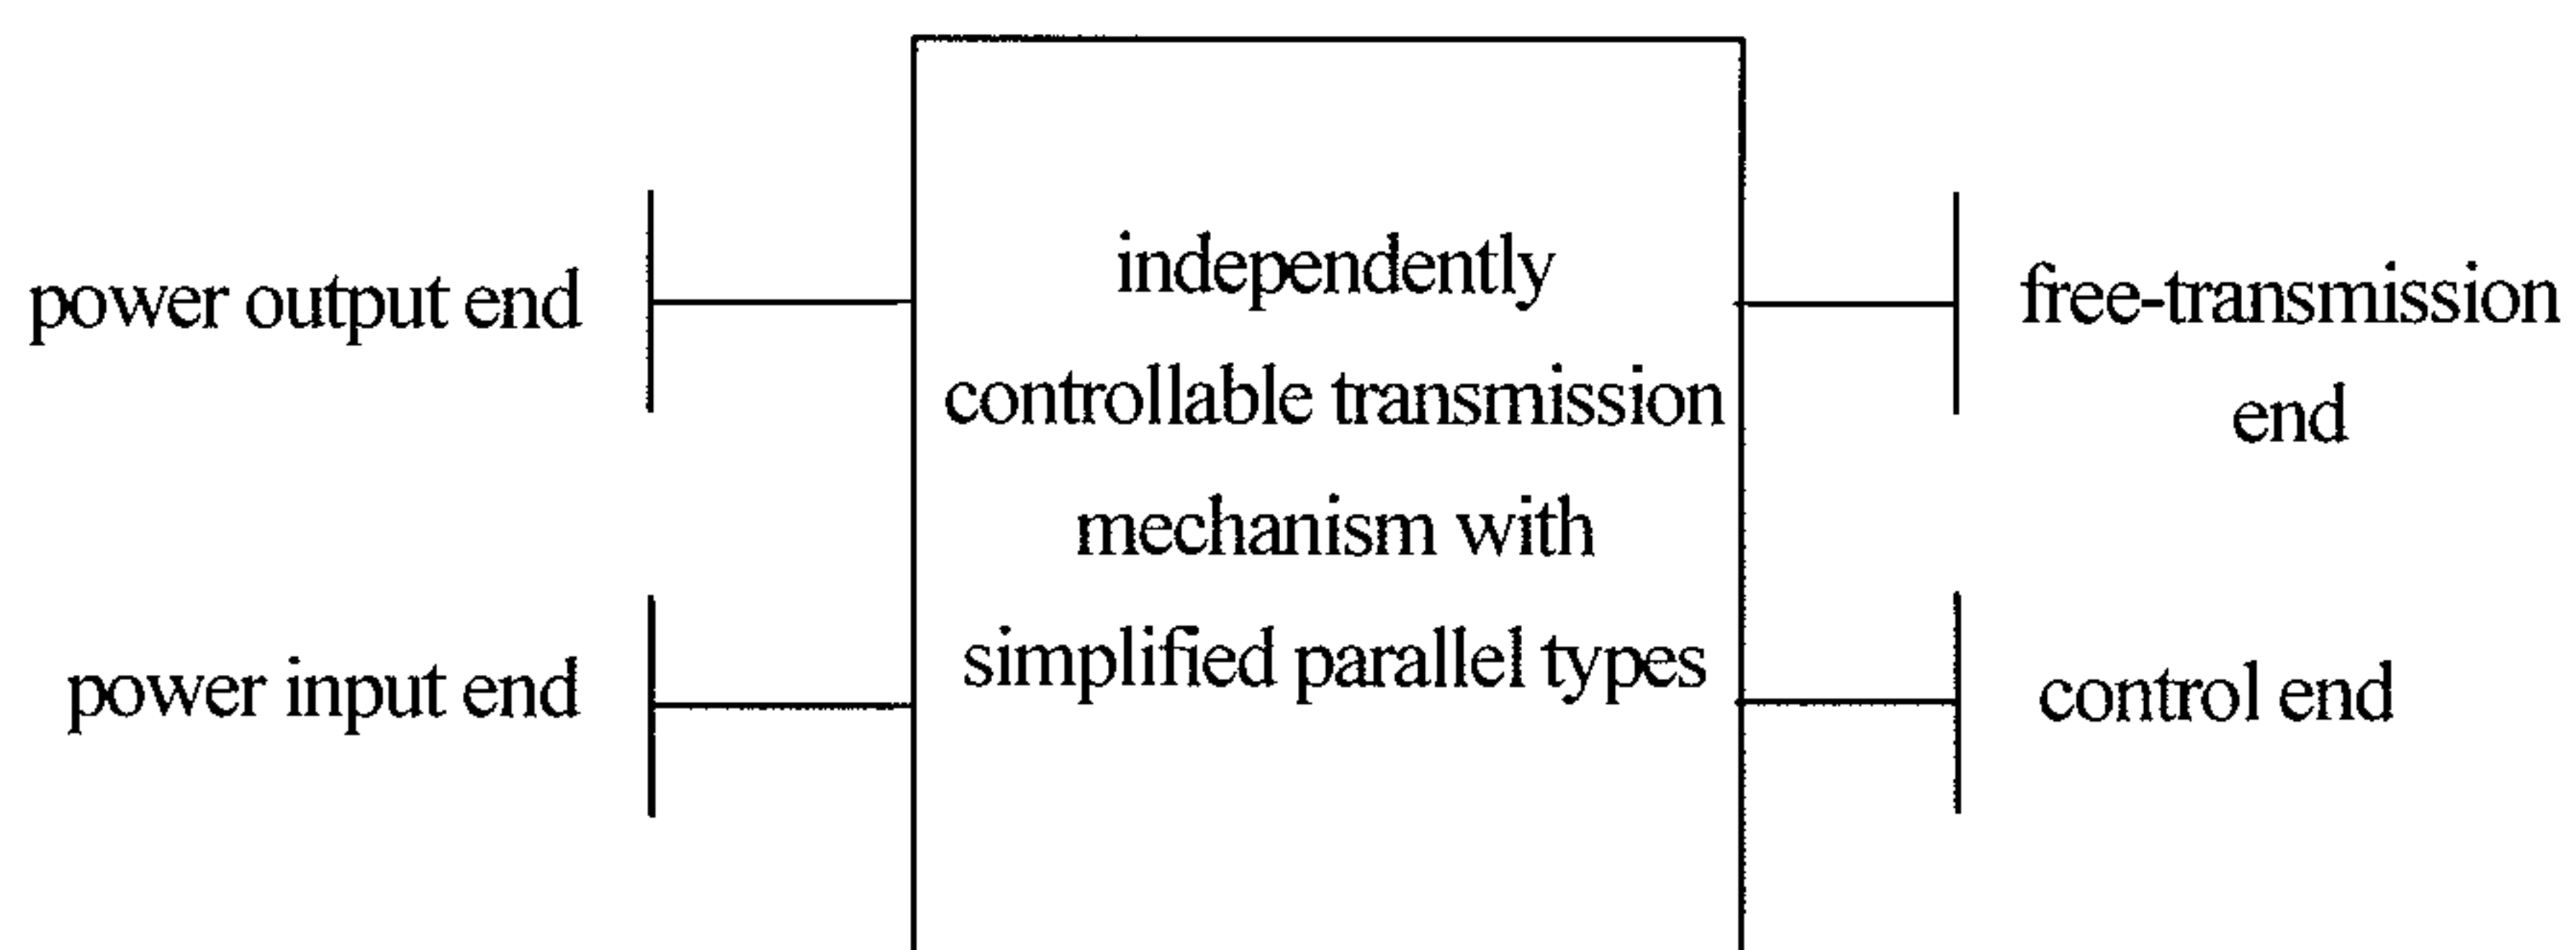 power output end
power input end
independently
controllable transmission
mechanism with
simplified parallel types
free-transmission
end
control end